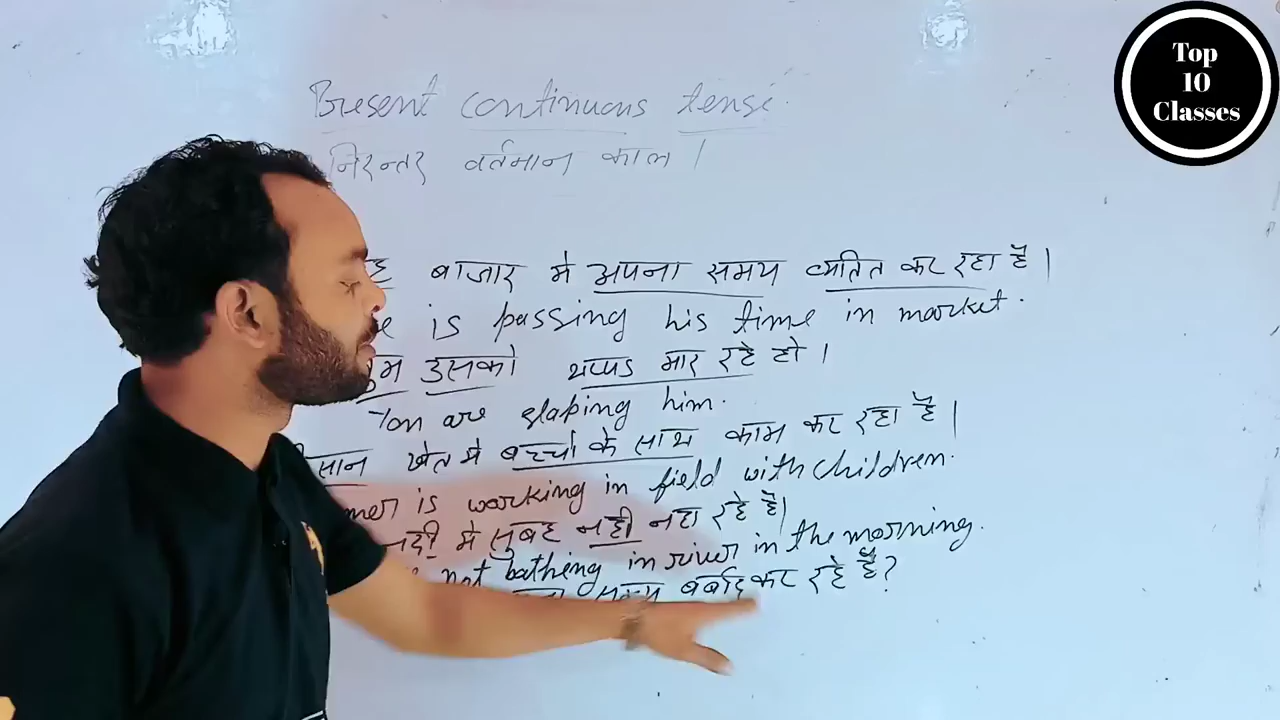 Top
10
Classes
Present continuous tense.
निरन्तर वर्तमान काल ।
बाजार मे अपना समय व्यतित कर रहा है ।
is passing his time in market.
उसको थप्पड मार रहे हो ।
You are slaping him.
खेत मे बच्चो के साथ काम कर रहा है ।
is working in field with children.
नदी मे सुबह नही नहा रहे है ।
not bathing in river in the morning.
बर्बाद कर रहे हैं ?